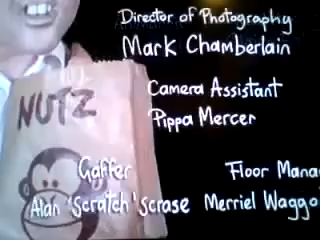 Director of Photography
Mark Chamberlain
NUTZ
Camera Assistant
Pippa Mercer
Gaffer
Alan 'Scratch' Scrase
Floor Mana
Merriel Waggo